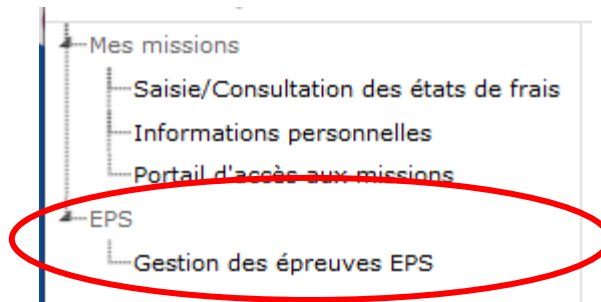 Mes missions
Saisie/Consultation des états de frais
Informations personnelles
Portail d'accès aux missions
EPS
Gestion des épreuves EPS